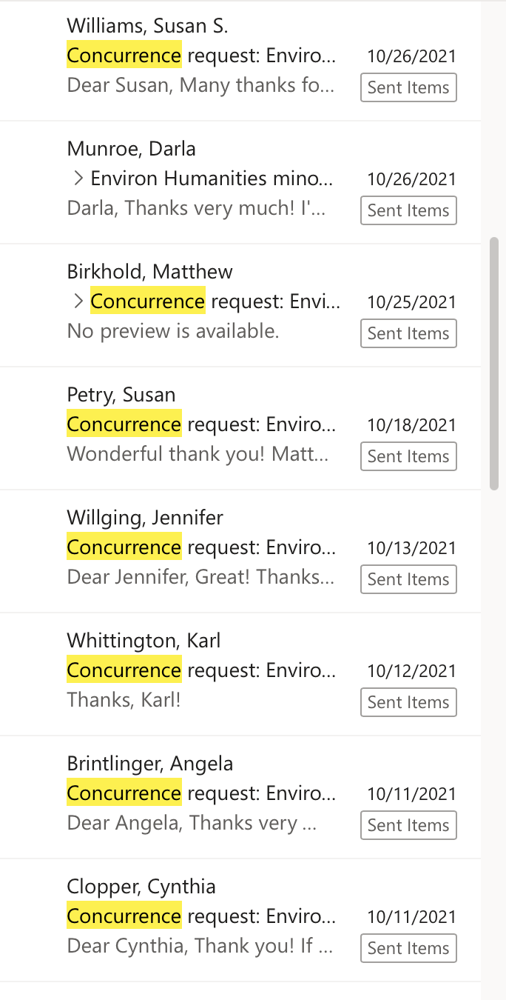 Williams, Susan S.
Concurrence request: Enviro... 10/26/2021
Dear Susan, Many thanks fo... Sent Items
Munroe, Darla
> Environ Humanities mino... 10/26/2021
Darla, Thanks very much! I'... Sent Items
Birkhold, Matthew
> Concurrence request: Envi... 10/25/2021
No preview is available. Sent Items
Petry, Susan
Concurrence request: Enviro... 10/18/2021
Wonderful thank you! Matt... Sent Items
Willging, Jennifer
Concurrence request: Enviro... 10/13/2021
Dear Jennifer, Great! Thanks... Sent Items
Whittington, Karl
Concurrence request: Enviro... 10/12/2021
Thanks, Karl! Sent Items
Brintlinger, Angela
Concurrence request: Enviro... 10/11/2021
Dear Angela, Thanks very ... Sent Items
Clopper, Cynthia
Concurrence request: Enviro... 10/11/2021
Dear Cynthia, Thank you! If ... Sent Items